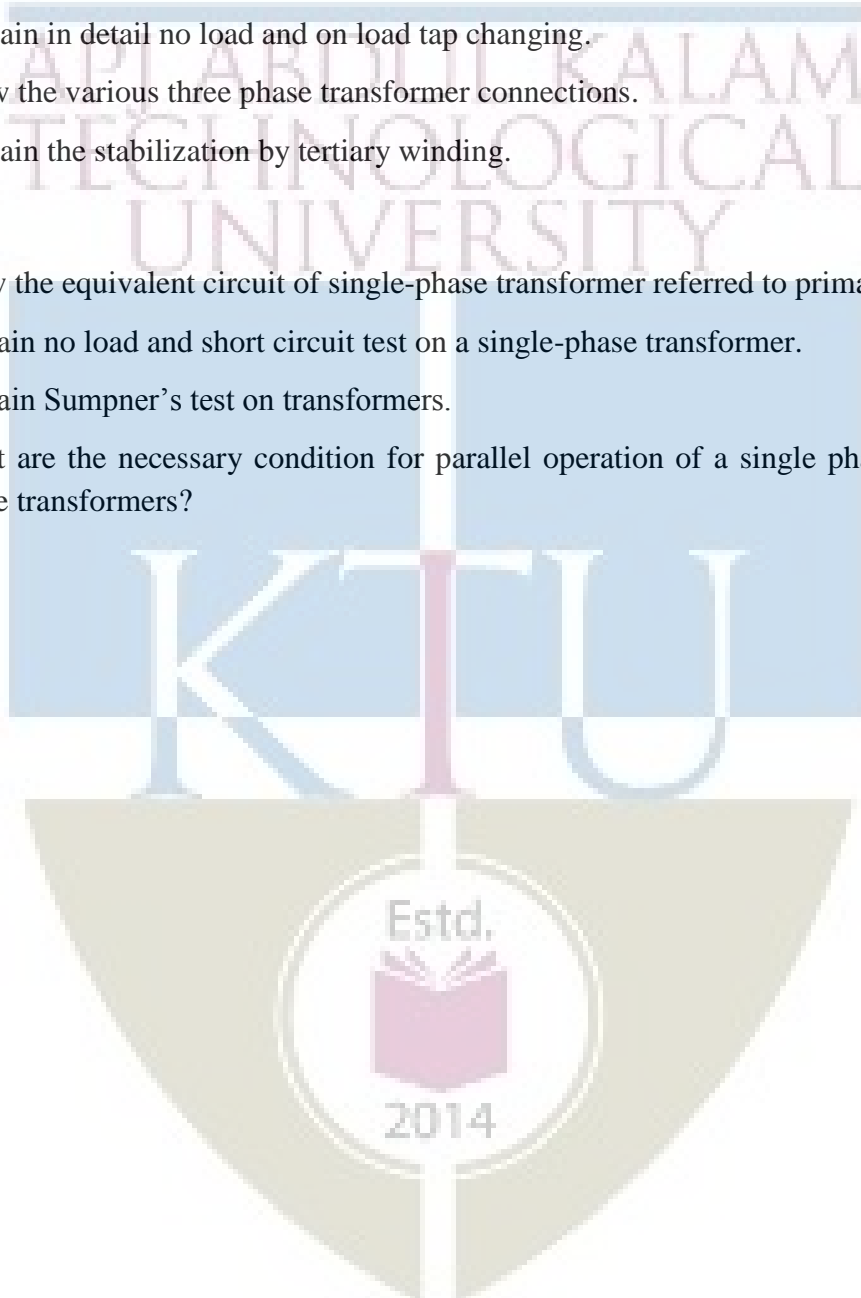 ain in detail no load and on load tap changing.
APJ ABDUL KALAM
w the various three phase transformer connections.
TECHNOLOGICAL
ain the stabilization by tertiary winding.
UNIVERSITY
w the equivalent circuit of single-phase transformer referred to prima
ain no load and short circuit test on a single-phase transformer.
ain Sumpner’s test on transformers.
t are the necessary condition for parallel operation of a single ph
e transformers?
KTU
Estd.
2014